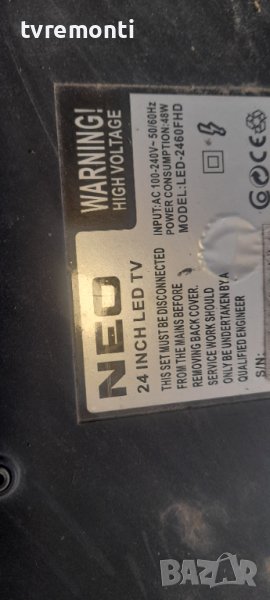 tvremonti
WARNING!
HIGH VOLTAGE
INPUT:AC 100-240V~ 50/60Hz
POWER CONSUMPTION:48W
MODEL:LED-2460FHD
NEO
24 INCH LED TV
THIS SET MUST BE DISCONNECTED
FROM THE MAINS BEFORE
REMOVING BACK COVER.
SERVICE WORK SHOULD
ONLY BE UNDERTAKEN BY A
QUALIFIED ENGINEER
S/N:
CE
BAZAR